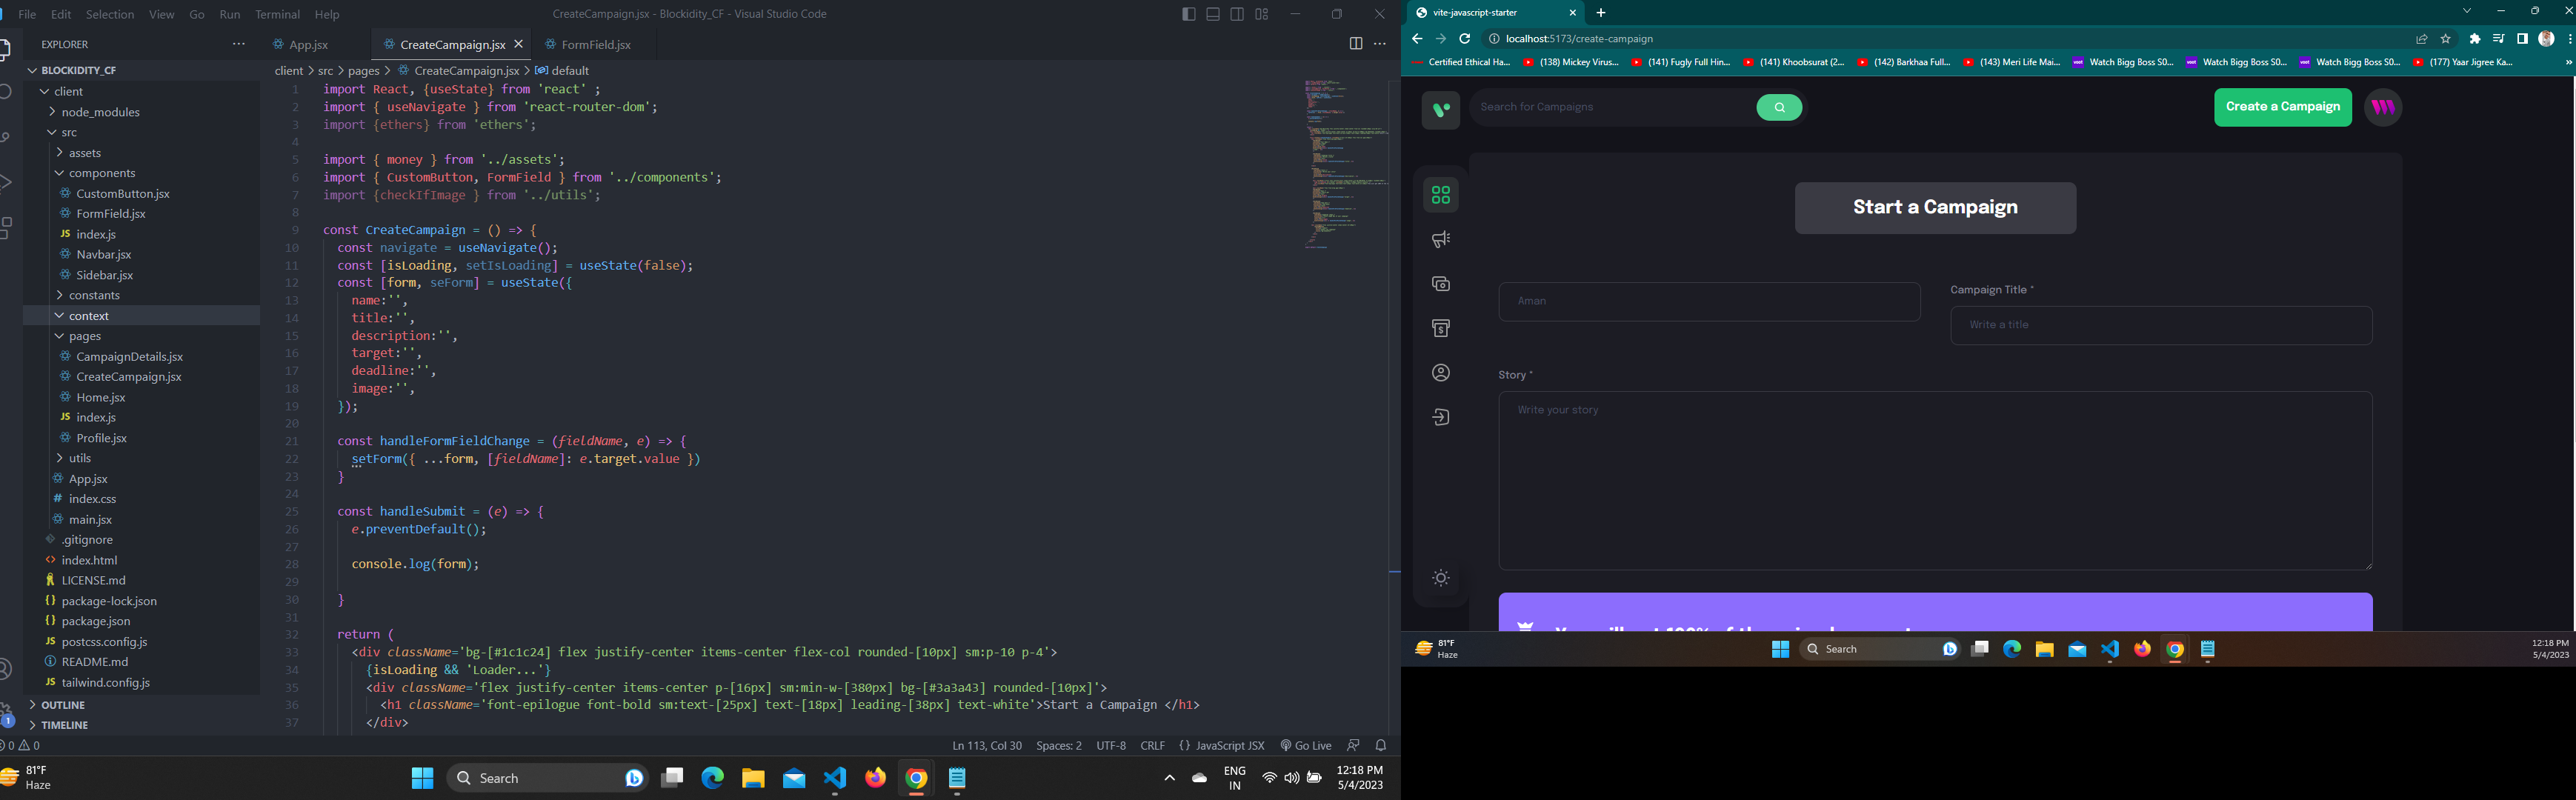 File Edit Selection View Go Run Terminal Help
CreateCampaign.jsx - Blockidity_CF - Visual Studio Code
EXPLORER
BLOCKIDITY_CF
client
node_modules
src
assets
components
CustomButton.jsx
FormField.jsx
JS index.js
Navbar.jsx
Sidebar.jsx
constants
context
pages
CampaignDetails.jsx
CreateCampaign.jsx
Home.jsx
JS index.js
Profile.jsx
utils
App.jsx
# index.css
main.jsx
.gitignore
<> index.html
LICENSE.md
{} package-lock.json
{} package.json
JS postcss.config.js
README.md
JS tailwind.config.js
OUTLINE
TIMELINE
1
App.jsx CreateCampaign.jsx FormField.jsx
client > src > pages > CreateCampaign.jsx > default
1 import React, {useState} from 'react' ;
2 import { useNavigate } from 'react-router-dom';
3 import {ethers} from 'ethers';
4
5 import { money } from '../assets';
6 import { CustomButton, FormField } from '../components';
7 import {checkIfImage } from '../utils';
8
9 const CreateCampaign = () => {
10 const navigate = useNavigate();
11 const [isLoading, setIsLoading] = useState(false);
12 const [form, seForm] = useState({
13 name:'',
14 title:'',
15 description:'',
16 target:'',
17 deadline:'',
18 image:'',
19 });
20
21 const handleFormFieldChange = (fieldName, e) => {
22 setForm({ ...form, [fieldName]: e.target.value })
23 }
24
25 const handleSubmit = (e) => {
26 e.preventDefault();
27
28 console.log(form);
29
30 }
31
32 return (
33 <div className='bg-[#1c1c24] flex justify-center items-center flex-col rounded-[10px] sm:p-10 p-4'>
34 {isLoading && 'Loader...'}
35 <div className='flex justify-center items-center p-[16px] sm:min-w-[380px] bg-[#3a3a43] rounded-[10px]'>
36 <h1 className='font-epilogue font-bold sm:text-[25px] text-[18px] leading-[38px] text-white'>Start a Campaign </h1>
37 </div>
0 0 Ln 113, Col 30 Spaces: 2 UTF-8 CRLF {} JavaScript JSX Go Live
81°F
Haze
Search
ENG
IN
12:18 PM
5/4/2023
vite-javascript-starter
localhost:5173/create-campaign
Certified Ethical Ha... (138) Mickey Virus... (141) Fugly Full Hin... (141) Khoobsurat (2... (142) Barkhaa Full... (143) Meri Life Mai... Watch Bigg Boss S0... Watch Bigg Boss S0... Watch Bigg Boss S0... (177) Yaar Jigree Ka...
Search for Campaigns
Create a Campaign
Start a Campaign
Aman
Campaign Title *
Write a title
Story *
Write your story
81°F
Haze
Search
12:18 PM
5/4/2023